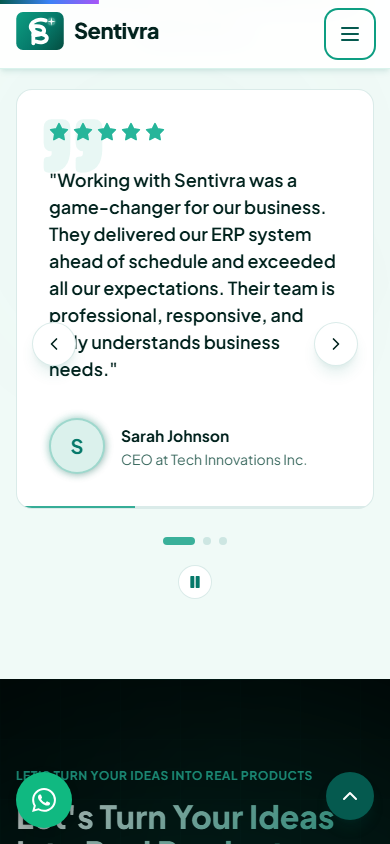 Sentivra
"Working with Sentivra was a
game-changer for our business.
They delivered our ERP system
ahead of schedule and exceeded
all our expectations. Their team is
professional, responsive, and
understands business
needs."
S
Sarah Johnson
CEO at Tech Innovations Inc.
TURN YOUR IDEAS INTO REAL PRODUCTS
Turn Your Ideas